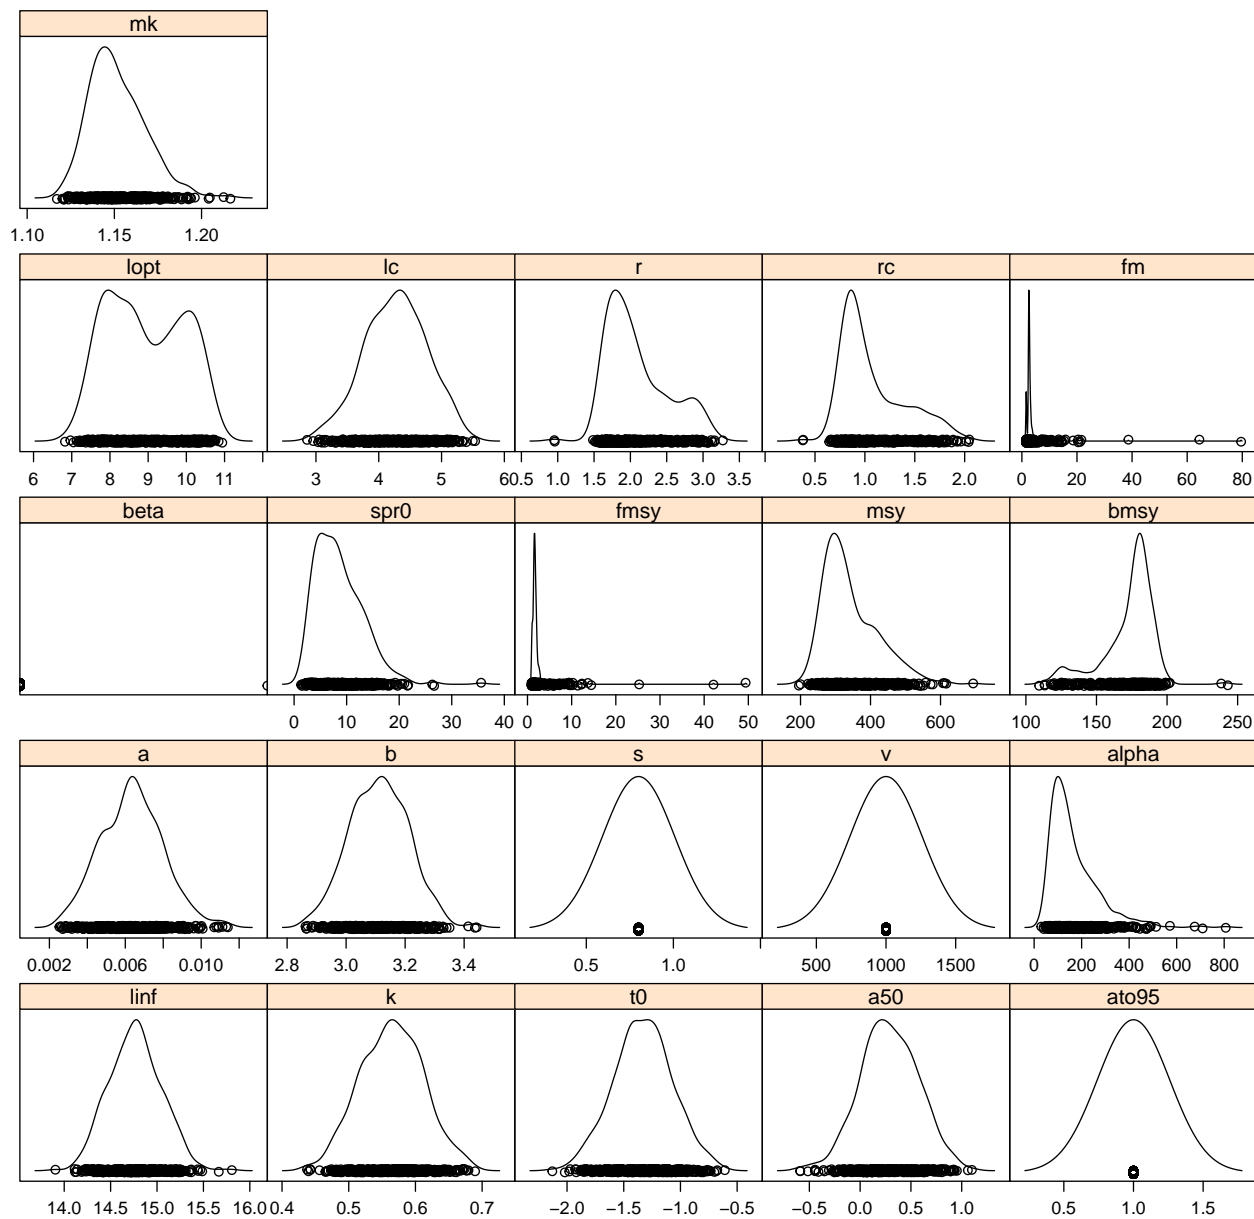 mk
1.10 1.15 1.20
lopt lc r rc fm
6 7 8 9 10 11 3 4 5 6 0.5 1.0 1.5 2.0 2.5 3.0 3.5 0.5 1.0 1.5 2.0 0 20 40 60 80
beta spr0 fmsy msy bmsy
0 10 20 30 40 0 10 20 30 40 50 200 400 600 100 150 200 250
a b s v alpha
0.002 0.006 0.010 2.8 3.0 3.2 3.4 0.5 1.0 500 1000 1500 0 200 400 600 800
linf k t0 a50 ato95
14.0 14.5 15.0 15.5 16.0 0.4 0.5 0.6 0.7 −2.0 −1.5 −1.0 −0.5 −0.5 0.0 0.5 1.0 0.5 1.0 1.5